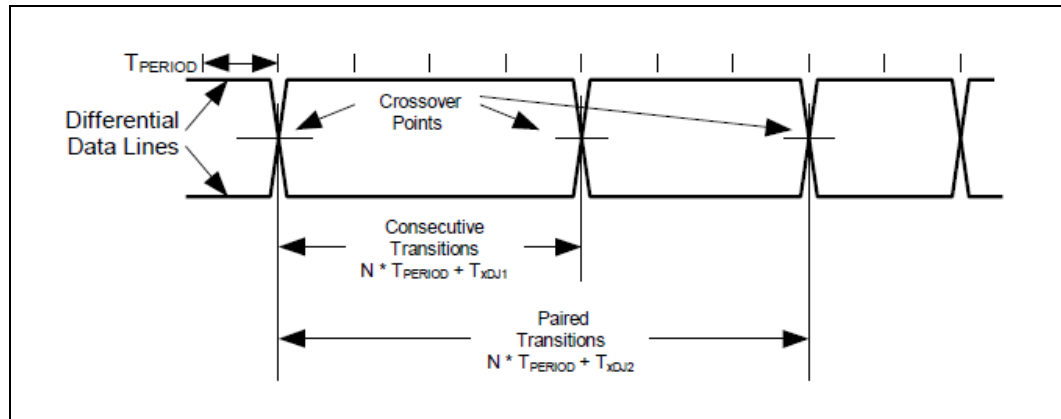 TPERIOD
Differential
Data Lines
Crossover
Points
Consecutive
Transitions
N * TPERIOD + TxDJ1
Paired
Transitions
N * TPERIOD + TxDJ2